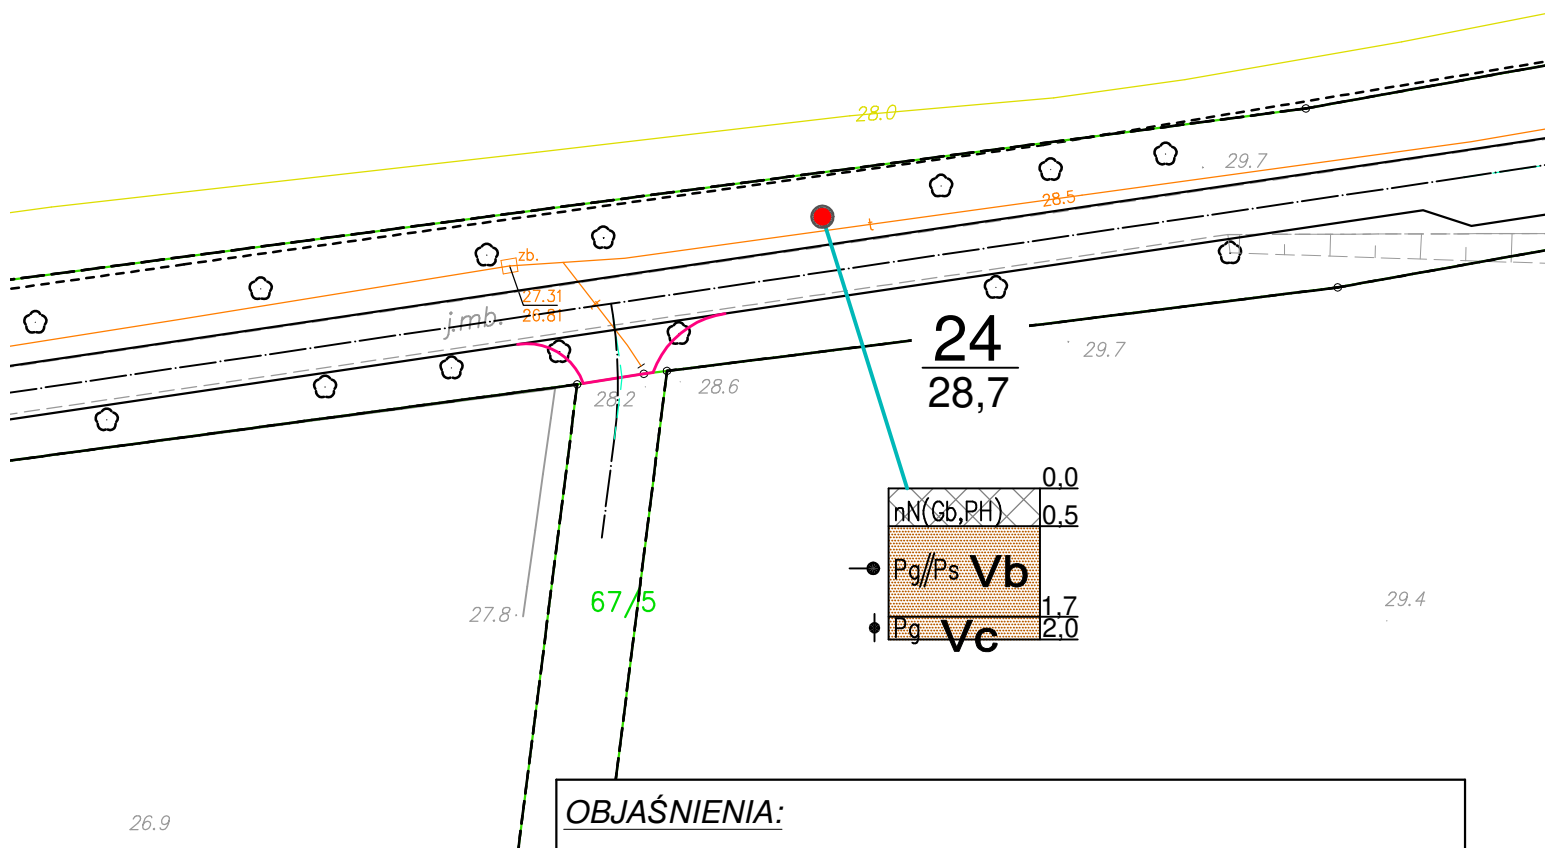 28.0
29.7
28.5
t
zb.
27.31
26.81
j.mb.
24
28,7
29.7
28.6
28.2
0,0
nN(Gb,PH)
0,5
Pg//Ps Vb
1,7
Pg Vc
2,0
67/5
27.8
29.4
26.9
OBJAŚNIENIA: